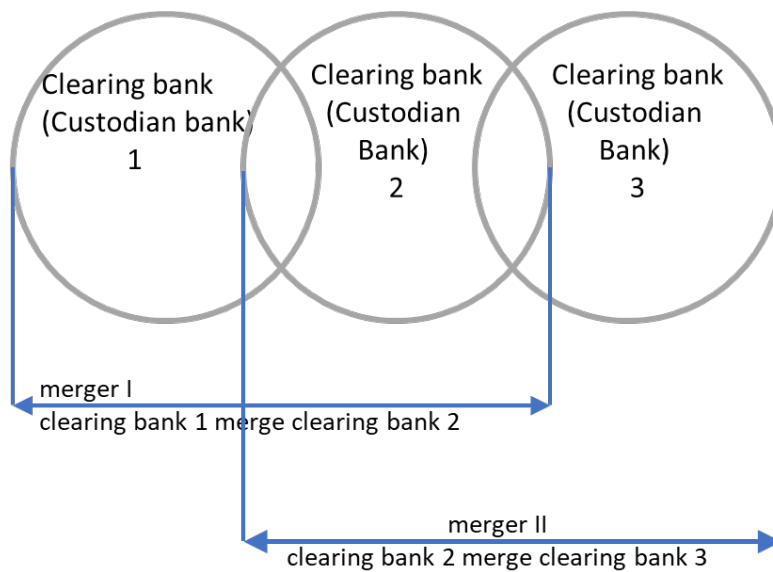 Clearing bank
(Custodian bank)
1
Clearing bank
(Custodian
Bank)
2
Clearing bank
(Custodian
Bank)
3
merger I
clearing bank 1 merge clearing bank 2
merger II
clearing bank 2 merge clearing bank 3